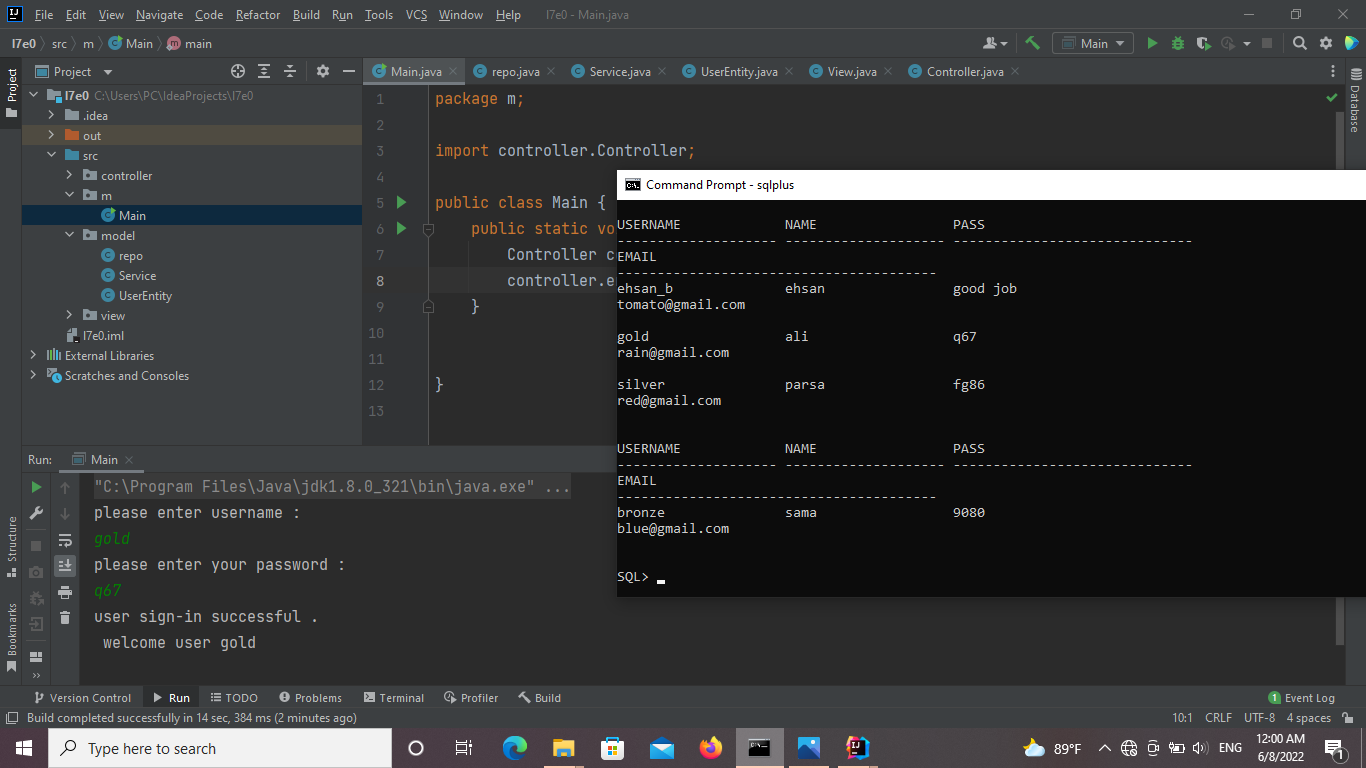 File Edit View Navigate Code Refactor Build Run Tools VCS Window Help l7e0 - Main.java
l7e0 src m Main main Main
Project
Project
Main.java repo.java Service.java UserEntity.java View.java Controller.java
Database
l7e0 C:\Users\PC\IdeaProjects\l7e0
.idea
out
src
controller
m
Main
model
repo
Service
UserEntity
view
l7e0.iml
External Libraries
Scratches and Consoles
1 package m;
2
3 import controller.Controller;
4
5 public class Main {
6 public static vo
7 Controller c
8 controller.e
9 }
10
11
12 }
13
Command Prompt - sqlplus
USERNAME NAME PASS
-------------------- -------------------- ------------------------------
EMAIL
----------------------------------------
ehsan_b ehsan good job
tomato@gmail.com
gold ali q67
rain@gmail.com
silver parsa fg86
red@gmail.com
USERNAME NAME PASS
-------------------- -------------------- ------------------------------
EMAIL
----------------------------------------
bronze sama 9080
blue@gmail.com
SQL>
Run: Main
"C:\Program Files\Java\jdk1.8.0_321\bin\java.exe" ...
please enter username :
gold
please enter your password :
q67
user sign-in successful .
welcome user gold
Structure
Bookmarks
Version Control Run TODO Problems Terminal Profiler Build 1 Event Log
Build completed successfully in 14 sec, 384 ms (2 minutes ago) 10:1 CRLF UTF-8 4 spaces
Type here to search 89°F ENG 12:00 AM
6/8/2022 1